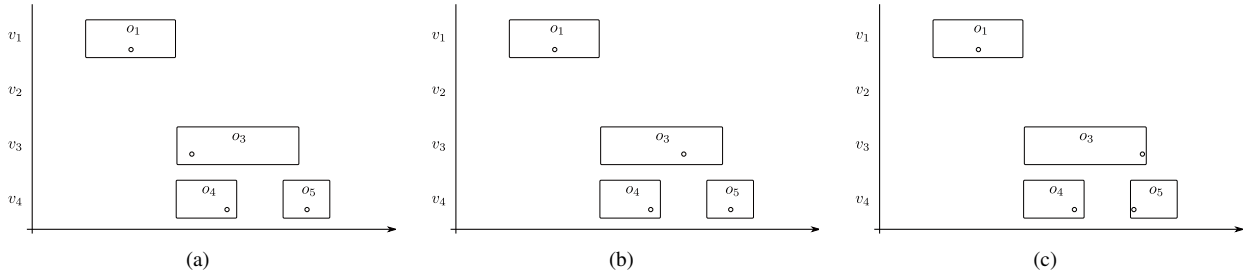 v₁ o₁
v₂
v₃ o₃
v₄ o₄ o₅
(a)
v₁ o₁
v₂
v₃ o₃
v₄ o₄ o₅
(b)
v₁ o₁
v₂
v₃ o₃
v₄ o₄ o₅
(c)